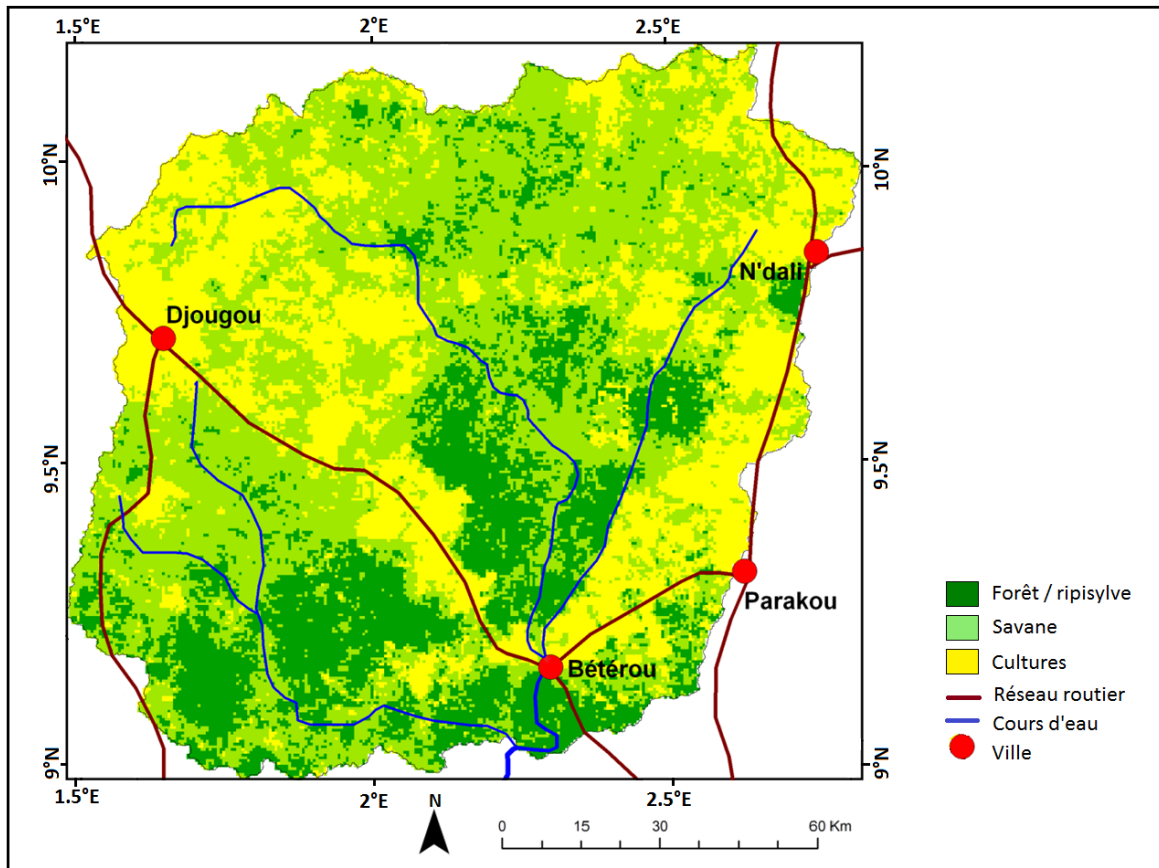 1.5°E 2°E 2.5°E
10°N 10°N
N'dali
Djougou
9.5°N 9.5°N
Parakou
Bétérou
9°N 9°N
1.5°E 2°E 2.5°E
N
0 15 30 60 Km
Forêt / ripisylve
Savane
Cultures
Réseau routier
Cours d'eau
Ville